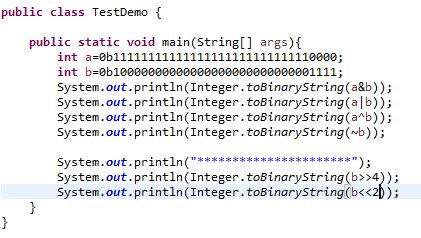 public class TestDemo {
public static void main(String[] args){
int a=0b11111111111111111111111111110000;
int b=0b10000000000000000000000000001111;
System.out.println(Integer.toBinaryString(a&b));
System.out.println(Integer.toBinaryString(a|b));
System.out.println(Integer.toBinaryString(a^b));
System.out.println(Integer.toBinaryString(~b));
System.out.println("**********************");
System.out.println(Integer.toBinaryString(b>>4));
System.out.println(Integer.toBinaryString(b<<2));
}
}